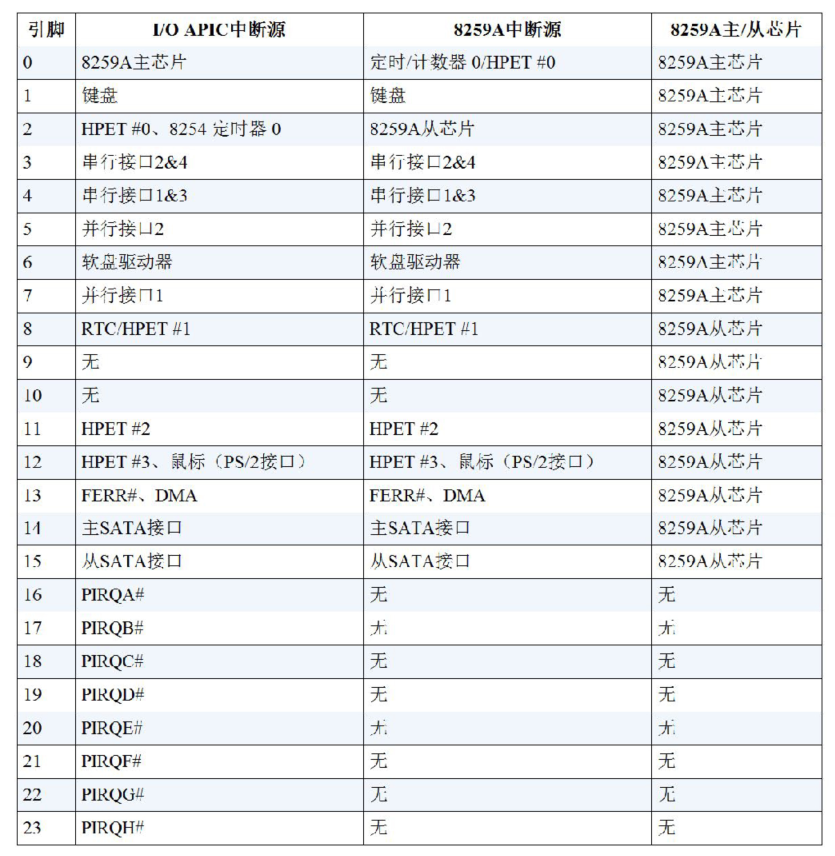 引脚 I/O APIC中断源 8259A中断源 8259A主/从芯片
0 8259A主芯片 定时/计数器 0/HPET #0 8259A主芯片
1 键盘 键盘 8259A主芯片
2 HPET #0、8254 定时器 0 8259A从芯片 8259A主芯片
3 串行接口2&4 串行接口2&4 8259A主芯片
4 串行接口1&3 串行接口1&3 8259A主芯片
5 并行接口2 并行接口2 8259A主芯片
6 软盘驱动器 软盘驱动器 8259A主芯片
7 并行接口1 并行接口1 8259A主芯片
8 RTC/HPET #1 RTC/HPET #1 8259A从芯片
9 无 无 8259A从芯片
10 无 无 8259A从芯片
11 HPET #2 HPET #2 8259A从芯片
12 HPET #3、鼠标（PS/2接口） HPET #3、鼠标（PS/2接口） 8259A从芯片
13 FERR#、DMA FERR#、DMA 8259A从芯片
14 主SATA接口 主SATA接口 8259A从芯片
15 从SATA接口 从SATA接口 8259A从芯片
16 PIRQA# 无 无
17 PIRQB# 无 无
18 PIRQC# 无 无
19 PIRQD# 无 无
20 PIRQE# 无 无
21 PIRQF# 无 无
22 PIRQG# 无 无
23 PIRQH# 无 无